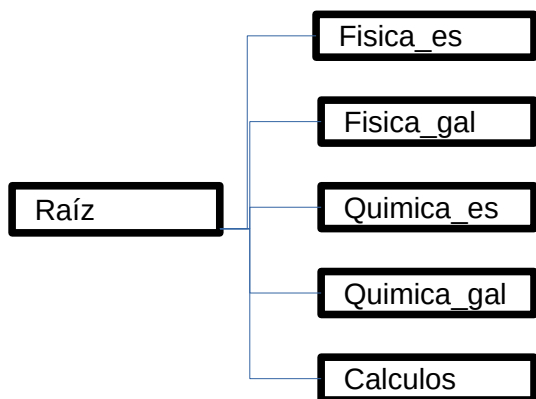 Fisica_es
Fisica_gal
Raíz
Quimica_es
Quimica_gal
Calculos